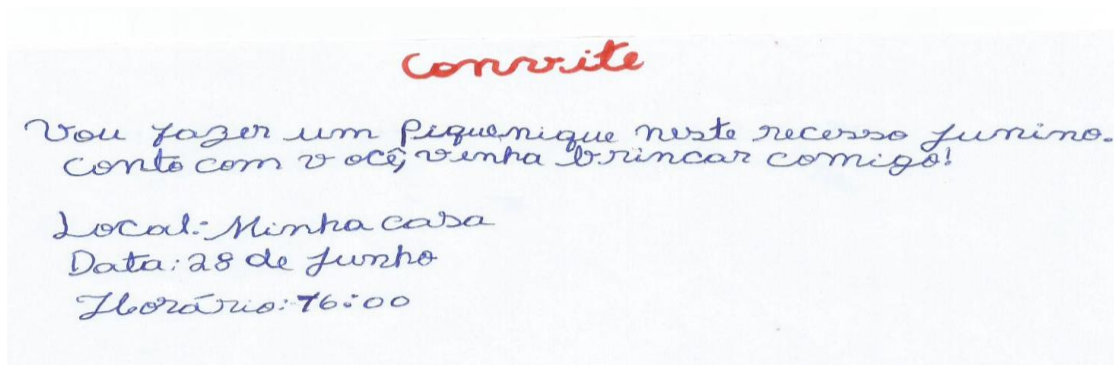 Convite
Vou fazer um piquenique neste recesso junino.
Conto com você, venha brincar comigo!
Local: Minha casa
Data: 28 de junho
Horário: 16:00